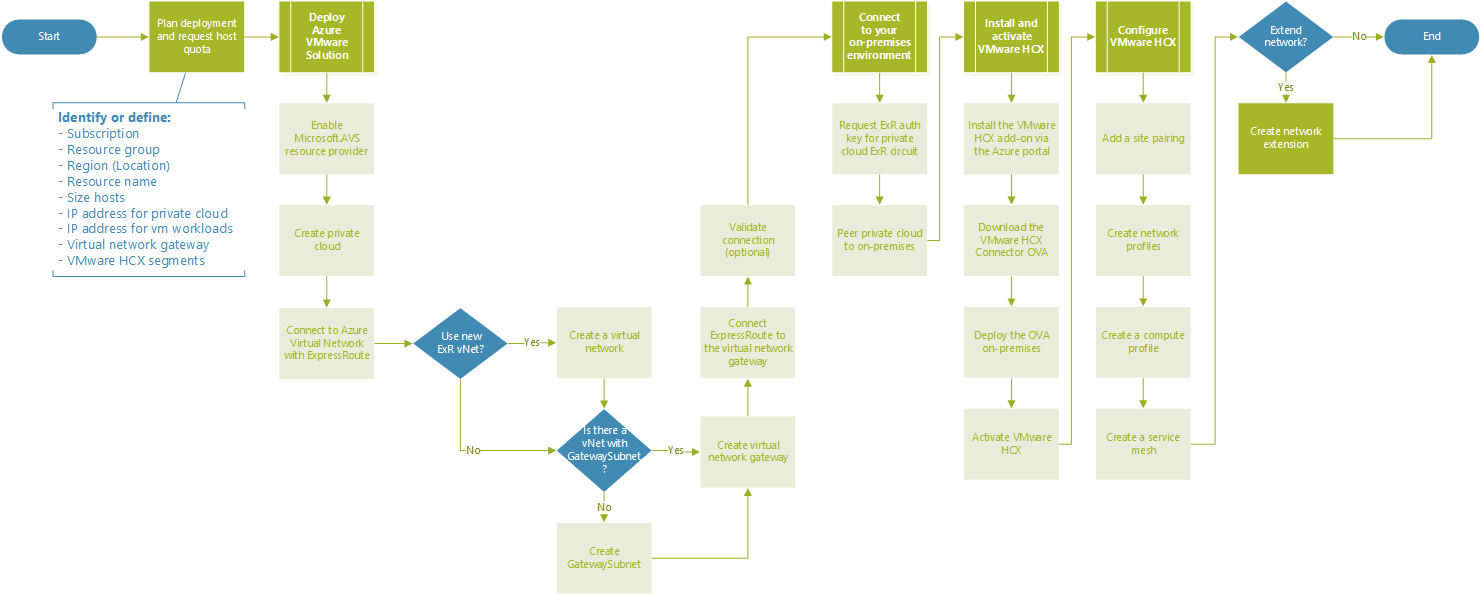 Start
Plan deployment
and request host
quota
Identify or define:
- Subscription
- Resource group
- Region (Location)
- Resource name
- Size hosts
- IP address for private cloud
- IP address for vm workloads
- Virtual network gateway
- VMware HCX segments
Deploy
Azure
VMware
Solution
Enable
Microsoft.AVS
resource provider
Create private
cloud
Connect to Azure
Virtual Network
with ExpressRoute
Use new
ExR vNet?
Yes
No
Create a virtual
network
Is there a
vNet with
GatewaySubnet
?
Yes
No
Create
GatewaySubnet
Create virtual
network gateway
Connect
ExpressRoute to
the virtual network
gateway
Validate
connection
(optional)
Connect
to your
on-premises
environment
Request ExR auth
key for private
cloud ExR circuit
Peer private cloud
to on-premises
Install and
activate
VMware HCX
Install the VMware
HCX add-on via
the Azure portal
Download the
VMware HCX
Connector OVA
Deploy the OVA
on-premises
Activate VMware
HCX
Configure
VMware HCX
Add a site pairing
Create network
profiles
Create a compute
profile
Create a service
mesh
Extend
network?
No
Yes
Create network
extension
End